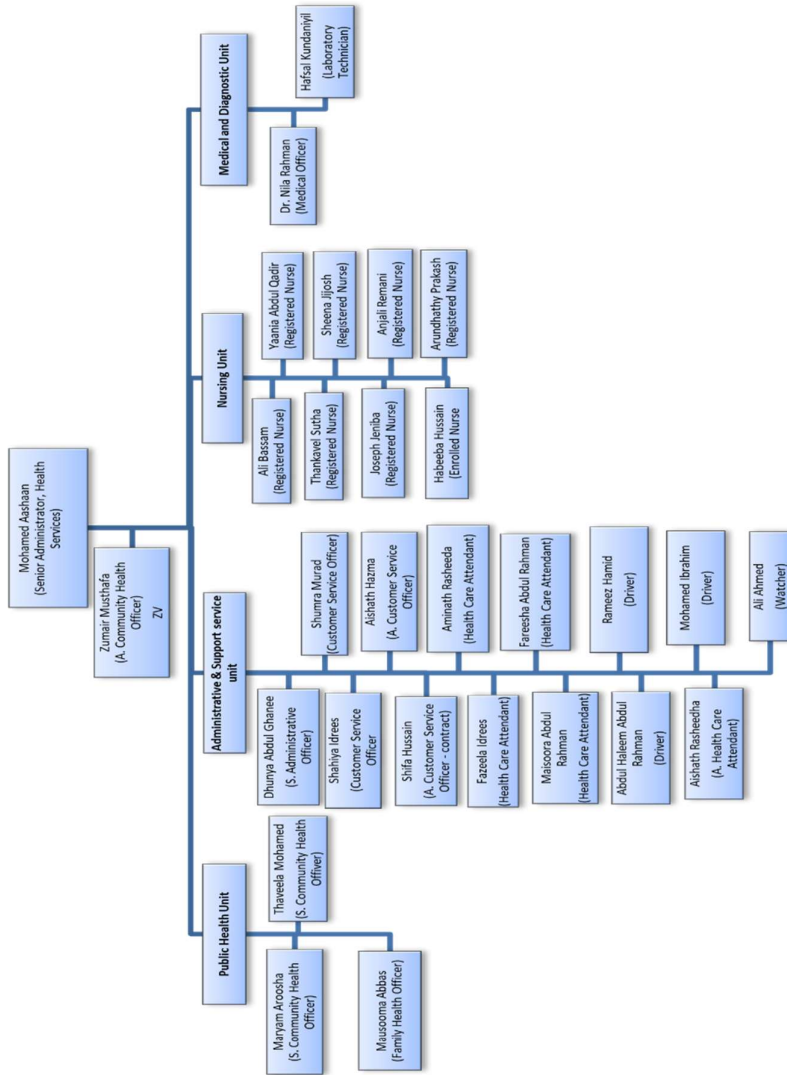 Mohamed Aashaan
(Senior Administrator, Health
Services)
Zumair Musthafa
(A. Community Health
Officer)
ZV
Public Health Unit
Maryam Aroosha
(S. Community Health
Officer)
Thaveela Mohamed
(S. Community Health
Offiver)
Mausooma Abbas
(Family Health Officer)
Administrative & Support service
unit
Dhunya Abdul Ghanee
(S. Administrative
Officer)
Shumra Murad
(Customer Service Officer)
Shahiya Idrees
(Customer Service
Officer
Aishath Hazma
(A. Customer Service
Officer)
Shifa Hussain
(A. Customer Service
Officer - contract)
Aminath Rasheeda
(Health Care Attendant)
Fazeela Idrees
(Health Care Attendant)
Fareesha Abdul Rahman
(Health Care Attendant)
Maisoora Abdul
Rahman
(Health Care Attendant)
Rameez Hamid
(Driver)
Abdul Haleem Abdul
Rahman
(Driver)
Mohamed Ibrahim
(Driver)
Aishath Rasheedha
(A. Health Care
Attendant)
Ali Ahmed
(Watcher)
Nursing Unit
Ali Bassam
(Registered Nurse)
Yaania Abdul Qadir
(Registered Nurse)
Thankavel Sutha
(Registered Nurse)
Sheena Jijosh
(Registered Nurse)
Joseph Jeniba
(Registered Nurse)
Anjali Remani
(Registered Nurse)
Habeeba Hussain
(Enrolled Nurse
Arundhathy Prakash
(Registered Nurse)
Medical and Diagnostic Unit
Dr. Nila Rahman
(Medical Officer)
Hafsal Kundaniyil
(Laboratory
Technician)